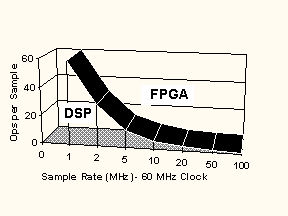 60
40
20
0
Ops per Sample
FPGA
DSP
0 1 2 5 10 20 50 100
Sample Rate (MHz)- 60 MHz Clock